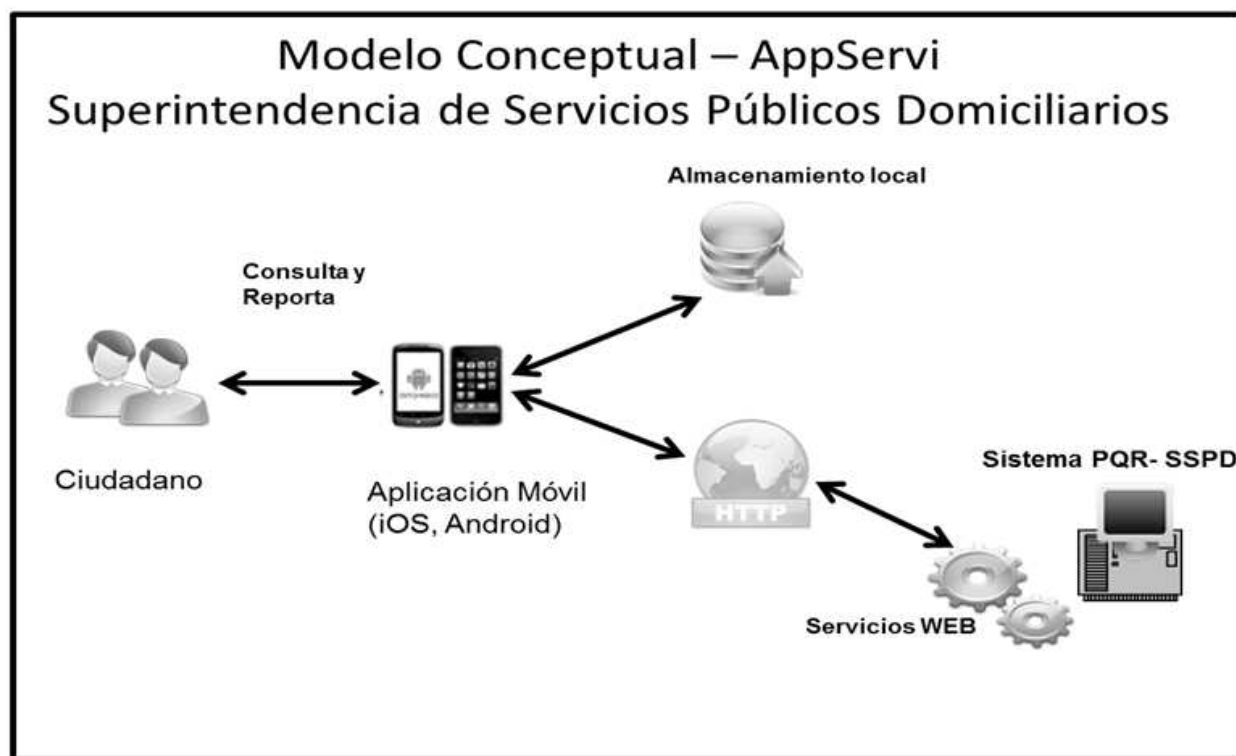 Modelo Conceptual – AppServi
Superintendencia de Servicios Públicos Domiciliarios
Almacenamiento local
Consulta y
Reporta
Ciudadano
Aplicación Móvil
(iOS, Android)
HTTP
Sistema PQR- SSPD
Servicios WEB